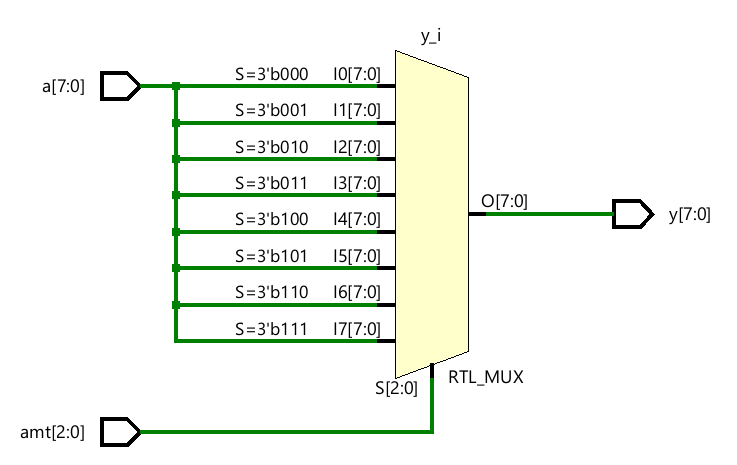 y_i
a[7:0]
S=3'b000 I0[7:0]
S=3'b001 I1[7:0]
S=3'b010 I2[7:0]
S=3'b011 I3[7:0]
O[7:0]
y[7:0]
S=3'b100 I4[7:0]
S=3'b101 I5[7:0]
S=3'b110 I6[7:0]
S=3'b111 I7[7:0]
S[2:0]
RTL_MUX
amt[2:0]